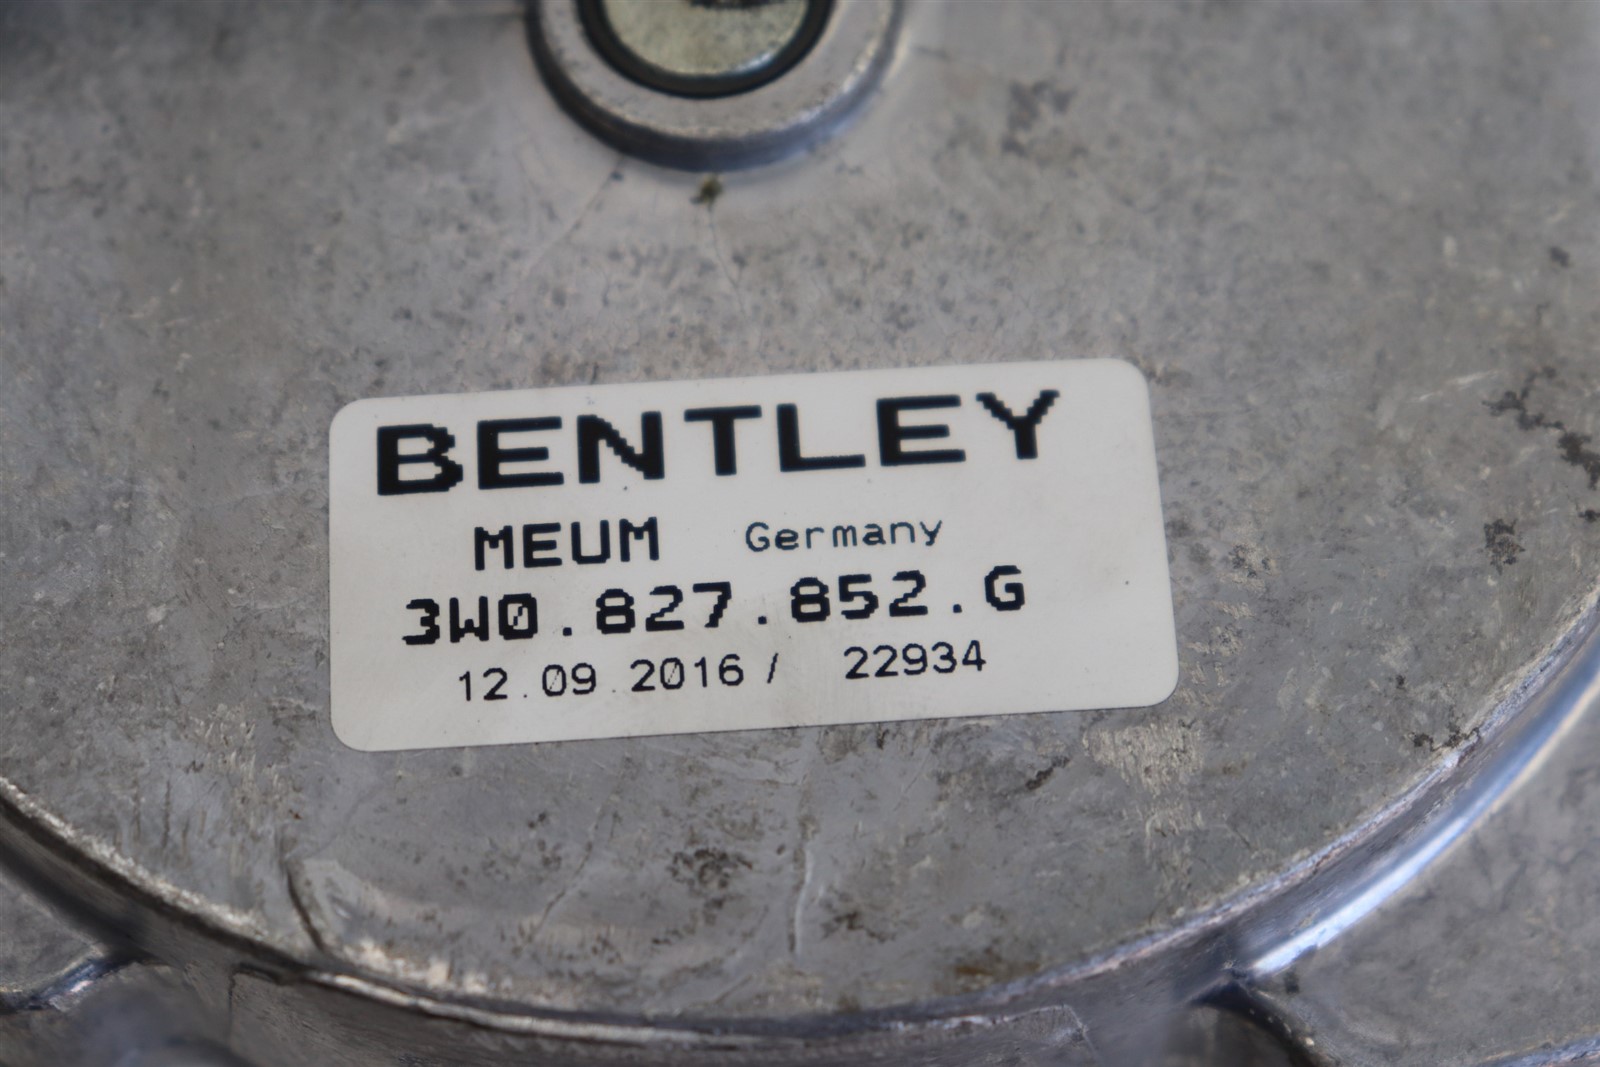 BENTLEY
MEUM Germany
3W0.827.852.G
12.09.2016/ 22934